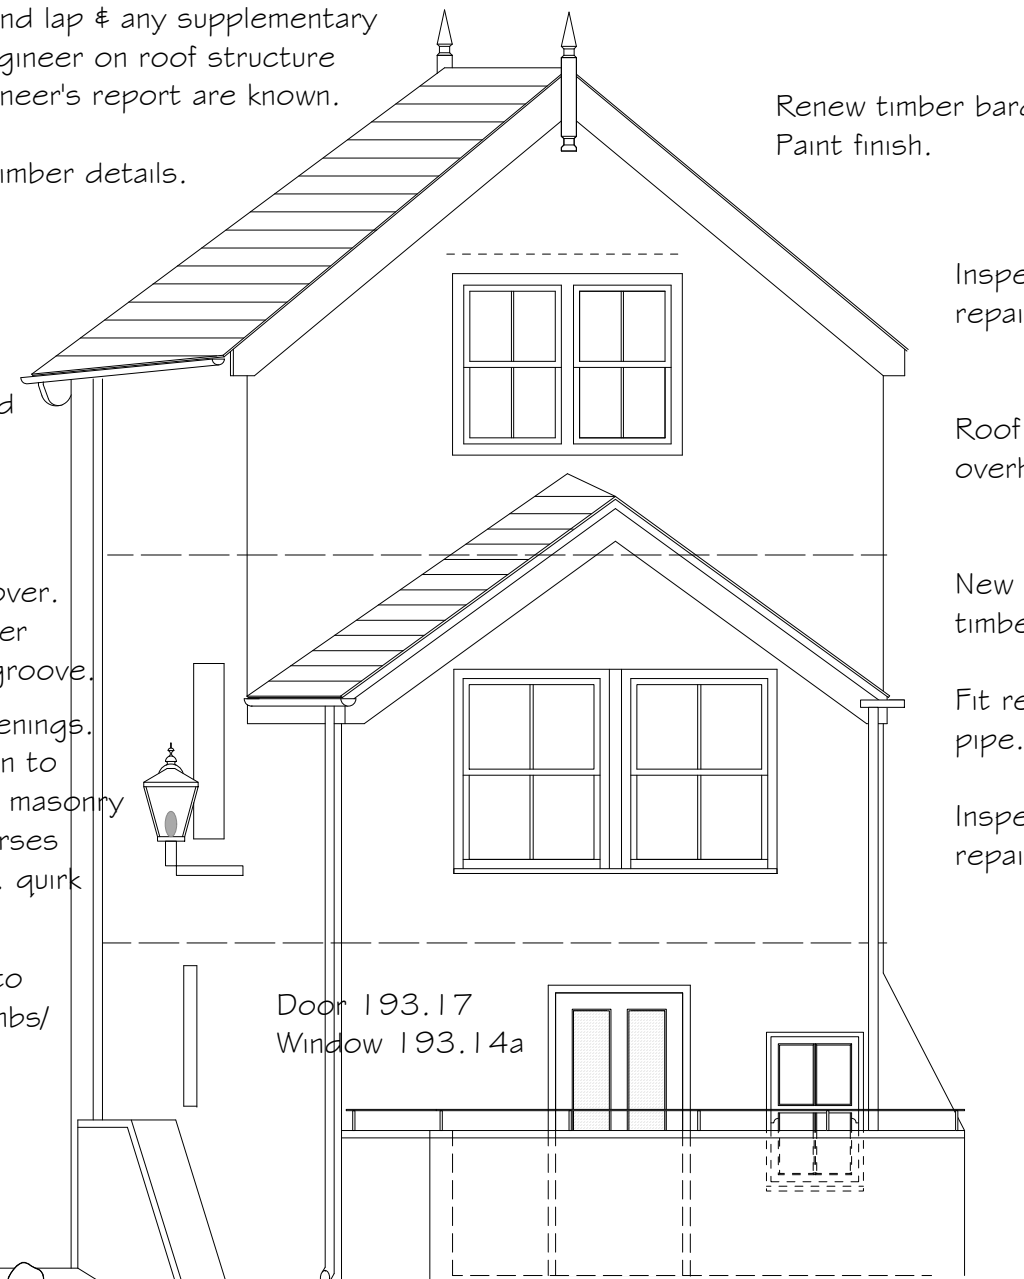 nd lap & any supplementary
gineer on roof structure
neer's report are known.
timber details.
Renew timber barg
Paint finish.
Inspe
repai
d
Roof
overh
over.
er
groove.
enings.
n to
masonry
rses
. quirk
New
timbe
Fit re
pipe.
Inspe
repai
to
mbs/
Door 193.17
Window 193.14a